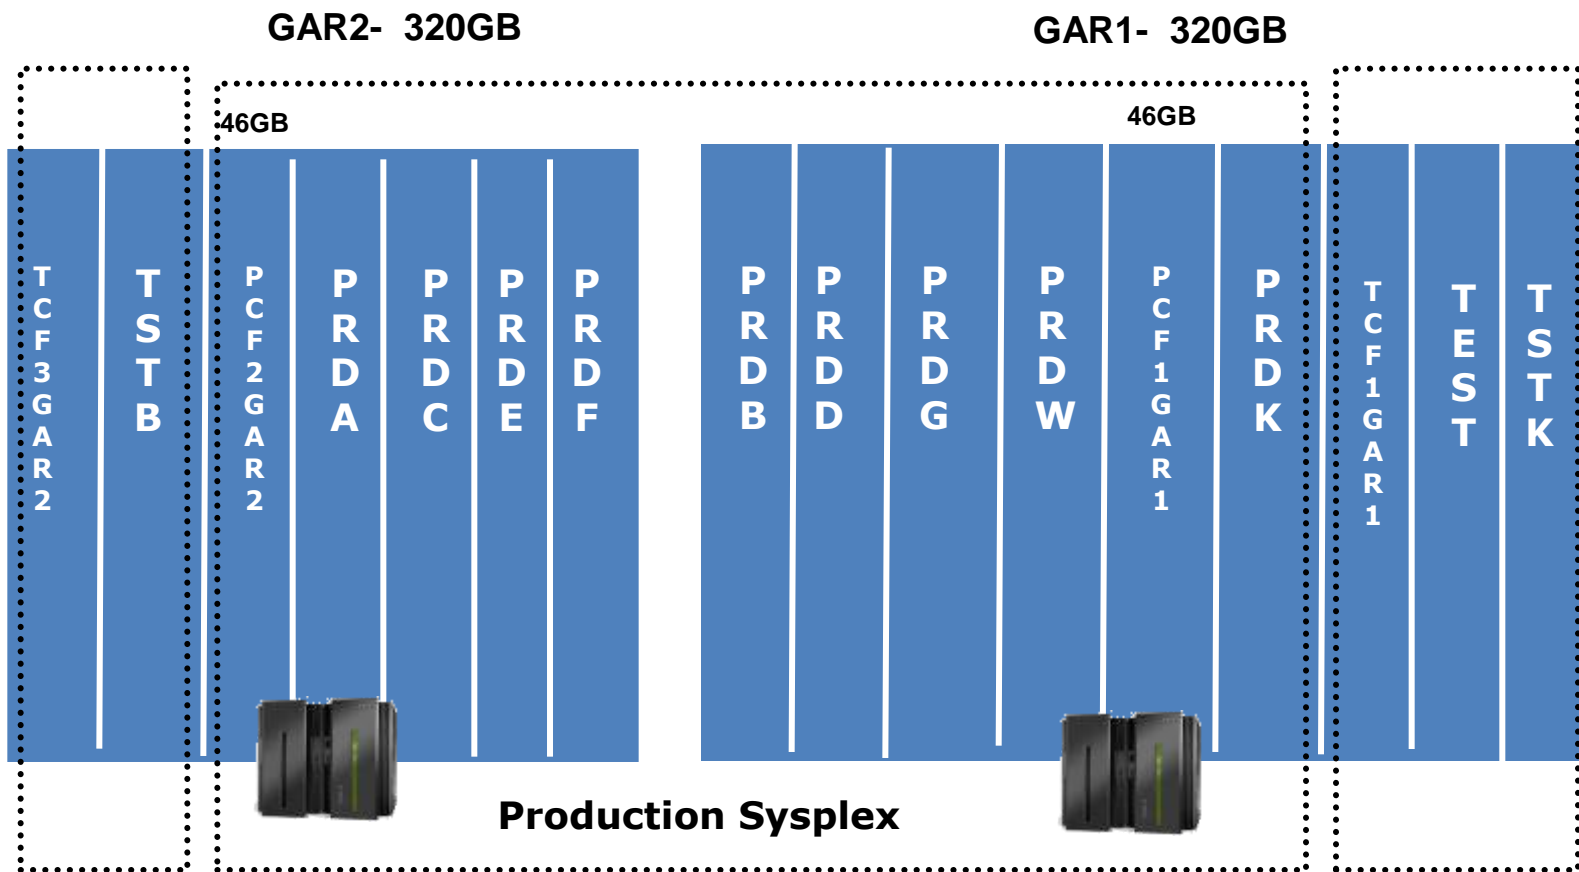 GAR2- 320GB
GAR1- 320GB
46GB
46GB
TCF3GAR2
TSTB
PCF2GAR2
PRDA
PRDC
PRDE
PRDF
PRDB
PRDD
PRDG
PRDW
PCF1GAR1
PRDK
TCF1GAR1
TEST
TSTK
Production Sysplex